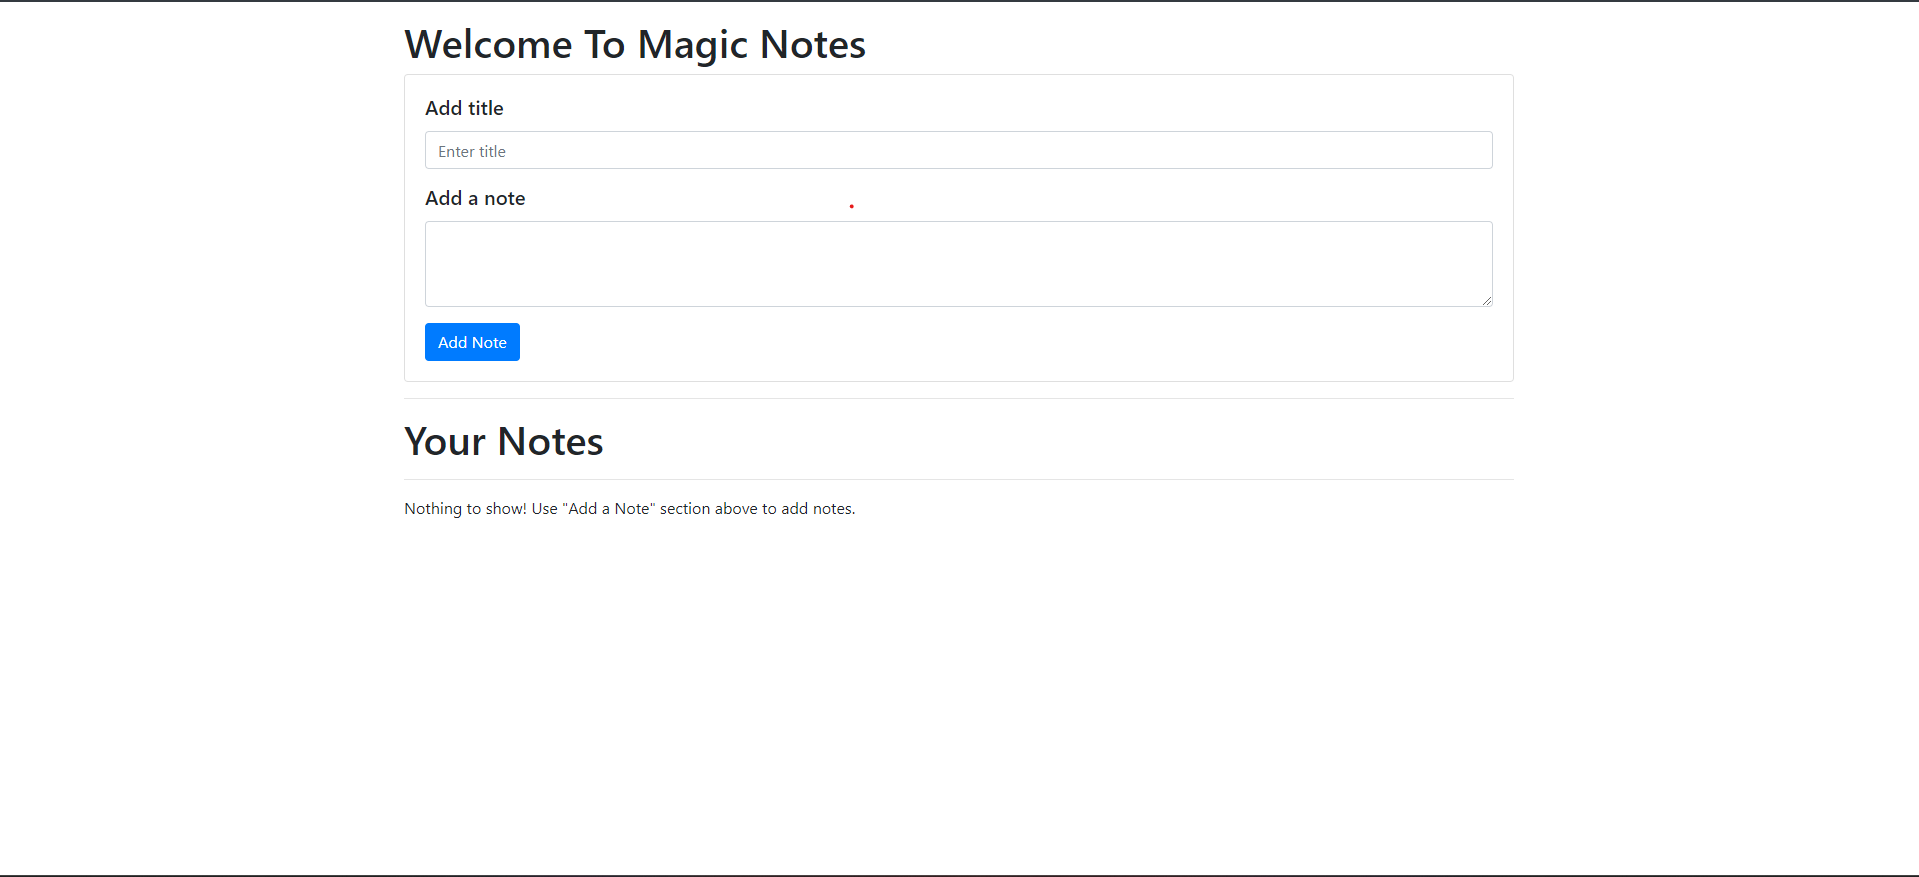 Welcome To Magic Notes
Add title
Enter title
Add a note
Add Note
Your Notes
Nothing to show! Use "Add a Note" section above to add notes.